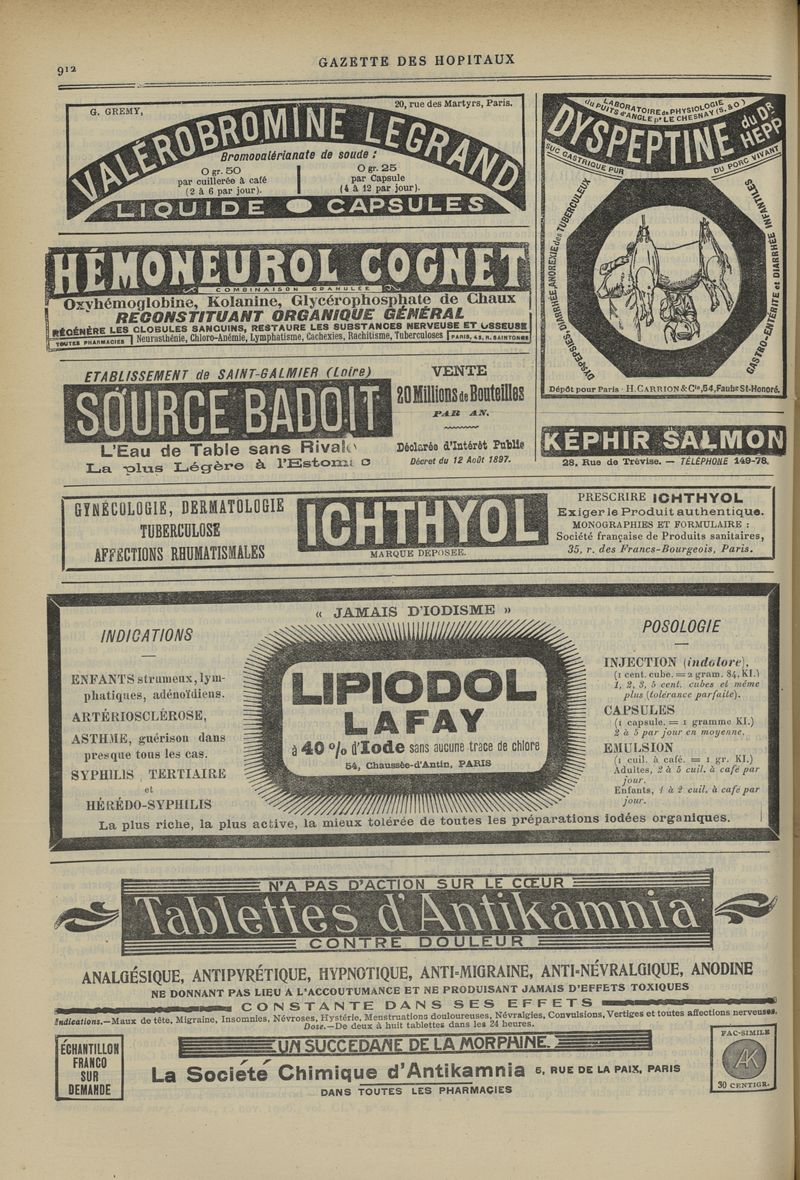 912
GAZETTE DES HOPITAUX
G. GREMY,
20, rue des Martyrs, Paris.
VALÉROBROMINE LEGRAND
Bromovalérianate de soude :
0 gr. 50
par cuillerée à café
(2 à 6 par jour).
0 gr. 25
par Capsule
(4 à 12 par jour).
LIQUIDE
CAPSULES
LABORATOIRE de PHYSIOLOGIE
du PUITS d'ANGLE pr LE CHESNAY (S. & O)
DYSPEPTINE du DR HEPP
SUC GASTRIQUE PUR
DU PORC VIVANT
DYSPEPSIES, DIARRHÉE, ANOREXIE des TUBERCULEUX
GASTRO-ENTÉRITE et DIARRHÉE INFANTILES
Dépôt pour Paris - H. CARRION & Cie, 54, Faubg St-Honoré.
HÉMONEUROL COGNET
COMBINAISON GRANULÉE
Oxyhémoglobine, Kolanine, Glycérophosphate de Chaux
RECONSTITUANT ORGANIQUE GÉNÉRAL
RÉGÉNÈRE LES GLOBULES SANGUINS, RESTAURE LES SUBSTANCES NERVEUSE ET OSSEUSE
TOUTES PHARMACIES
Neurasthénie, Chloro-Anémie, Lymphatisme, Cachexies, Rachitisme, Tuberculoses
PARIS, 43, R. SAINTONGE
ETABLISSEMENT de SAINT-GALMIER (Loire)
SOURCE BADOIT
L'Eau de Table sans Rivale
La plus Légère à l'Estomac
VENTE
20 Millions de Bouteilles
PAR AN.
Déclarée d'Intérêt Public
Décret du 12 Août 1897.
KÉPHIR SALMON
28, Rue de Trévise. — TÉLÉPHONE 149-78.
GYNÉCOLOGIE, DERMATOLOGIE
TUBERCULOSE
AFFECTIONS RHUMATISMALES
ICHTHYOL
MARQUE DEPOSEE.
PRESCRIRE ICHTHYOL
Exiger le Produit authentique.
MONOGRAPHIES ET FORMULAIRE :
Société française de Produits sanitaires,
35, r. des Francs-Bourgeois, Paris.
« JAMAIS D'IODISME »
INDICATIONS
ENFANTS strumeux, lym-
phatiques, adénoïdiens.
ARTÉRIOSCLÉROSE,
ASTHME, guérison dans
presque tous les cas.
SYPHILIS TERTIAIRE
et
HÉRÉDO-SYPHILIS
LIPIODOL
LAFAY
à 40 % d'Iode sans aucune trace de chlore
54, Chaussée-d'Antin, PARIS
POSOLOGIE
INJECTION (indolore).
(1 cent. cube. = 2 gram. 84, KI.)
1, 2, 3, 5 cent. cubes et même
plus (tolérance parfaite).
CAPSULES
(1 capsule. = 1 gramme KI.)
2 à 5 par jour en moyenne.
EMULSION
(1 cuil. à café. = 1 gr. KI.)
Adultes, 2 à 5 cuil. à café par
jour.
Enfants, 1 à 2 cuil. à café par
jour.
La plus riche, la plus active, la mieux tolérée de toutes les préparations iodées organiques.
N'A PAS D'ACTION SUR LE CŒUR
Tablettes d'Antikamnia
CONTRE DOULEUR
ANALGÉSIQUE, ANTIPYRÉTIQUE, HYPNOTIQUE, ANTI-MIGRAINE, ANTI-NÉVRALGIQUE, ANODINE
NE DONNANT PAS LIEU A L'ACCOUTUMANCE ET NE PRODUISANT JAMAIS D'EFFETS TOXIQUES
CONSTANTE DANS SES EFFETS
Indications.—Maux de tête, Migraine, Insomnies, Névroses, Hystérie, Menstruations douloureuses, Névralgies, Convulsions, Vertiges et toutes affections nerveuses.
Dose.—De deux à huit tablettes dans les 24 heures.
ÉCHANTILLON
FRANCO
SUR
DEMANDE
UN SUCCÉDANÉ DE LA MORPHINE.
La Société Chimique d'Antikamnia 5, RUE DE LA PAIX, PARIS
DANS TOUTES LES PHARMACIES
FAC-SIMILE
AK
30 CENTIGR.